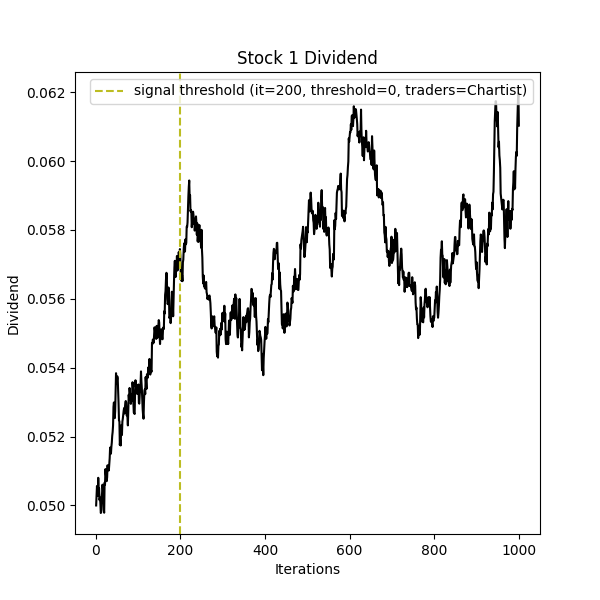 Stock 1 Dividend
signal threshold (it=200, threshold=0, traders=Chartist)
0.062
0.060
0.058
0.056
0.054
0.052
0.050
Dividend
0 200 400 600 800 1000
Iterations